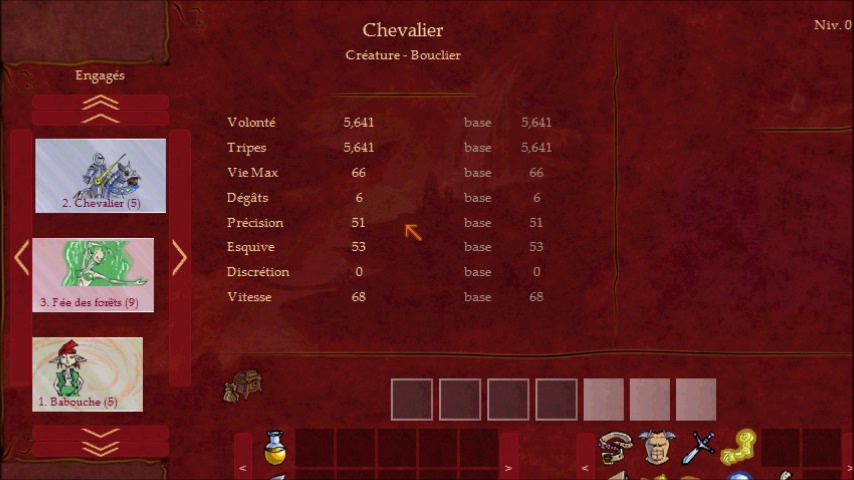 Chevalier
Niv. 0
Créature - Bouclier
Engagés
Volonté 5,641 base 5,641
Tripes 5,641 base 5,641
Vie Max 66 base 66
Dégâts 6 base 6
Précision 51 base 51
Esquive 53 base 53
Discrétion 0 base 0
Vitesse 68 base 68
2. Chevalier (5)
3. Fée des forêts (9)
1. Babouche (5)